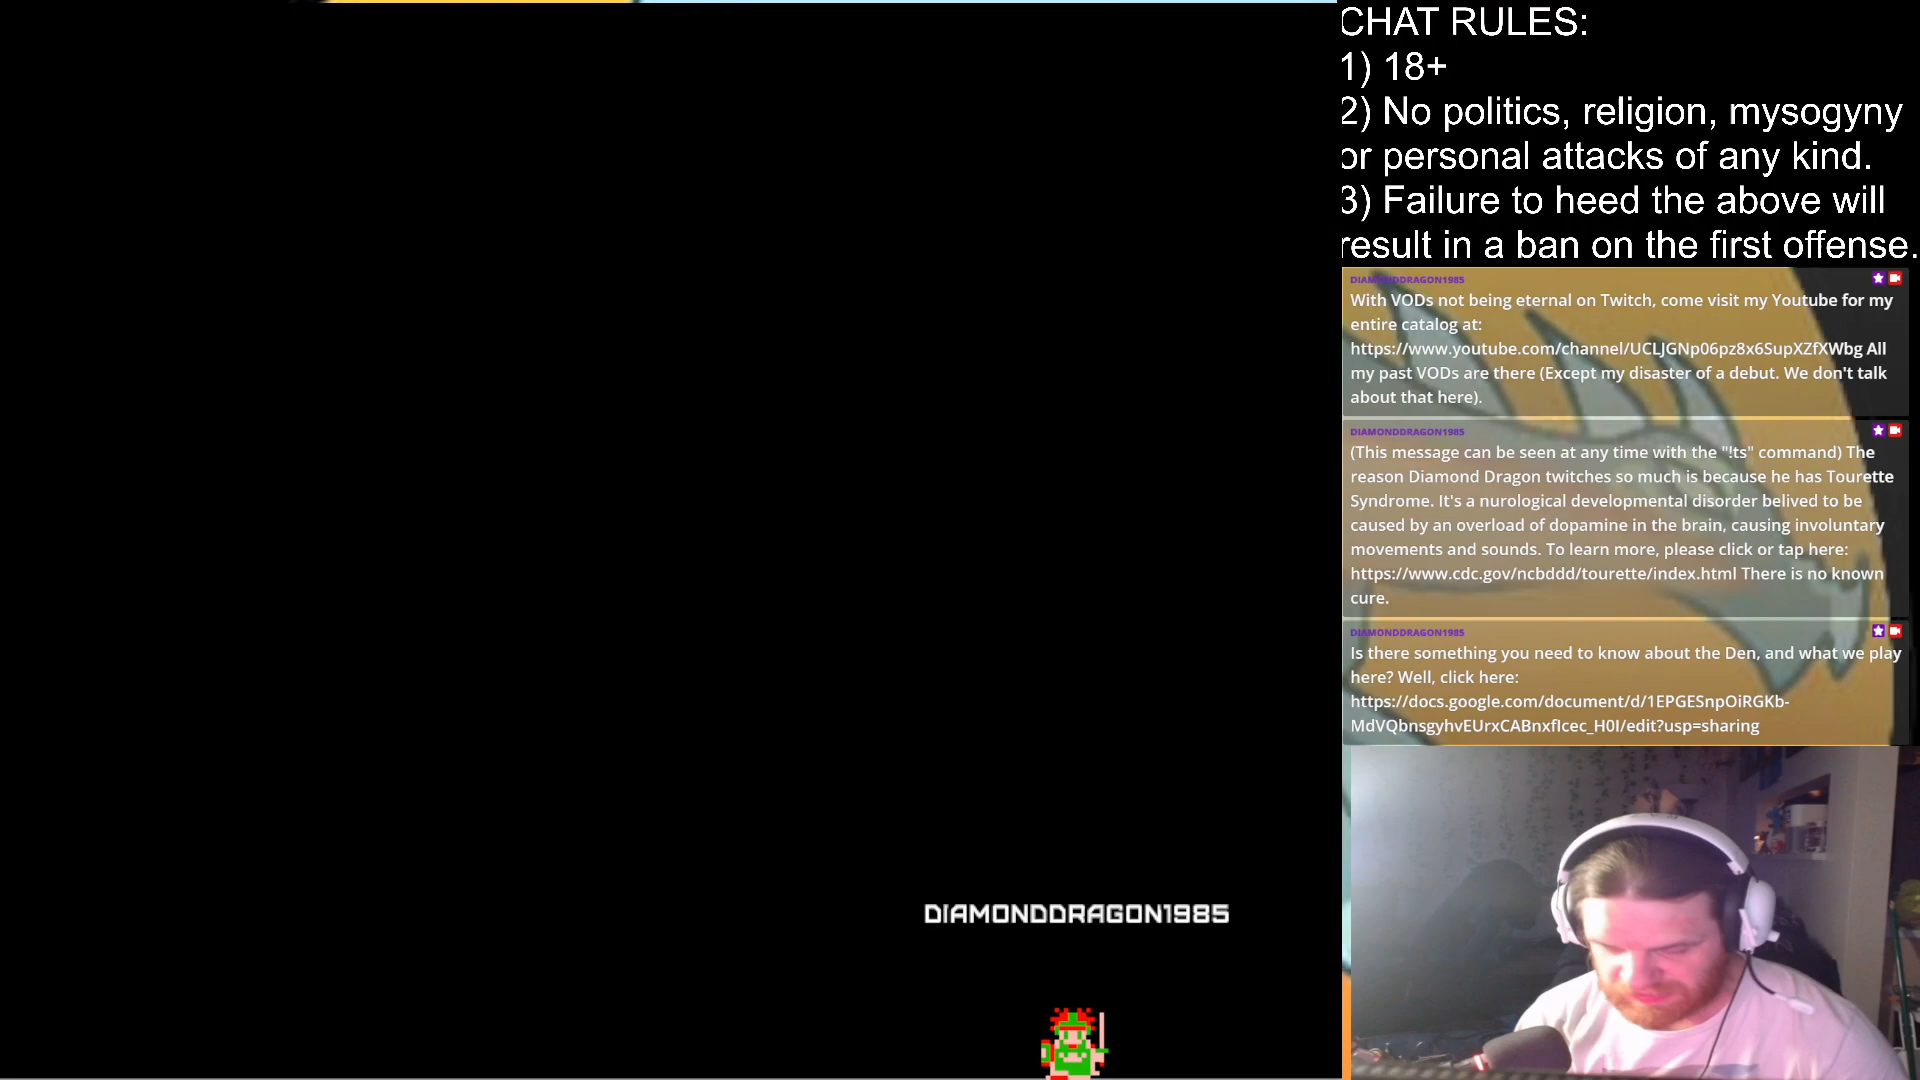 CHAT RULES:
1) 18+
2) No politics, religion, mysogyny
or personal attacks of any kind.
3) Failure to heed the above will
result in a ban on the first offense.
DIAMONDDRAGON1985
With VODs not being eternal on Twitch, come visit my Youtube for my
entire catalog at:
https://www.youtube.com/channel/UCLJGNp06pz8x6SupXZfXWbg All
my past VODs are there (Except my disaster of a debut. We don't talk
about that here).
DIAMONDDRAGON1985
(This message can be seen at any time with the "!ts" command) The
reason Diamond Dragon twitches so much is because he has Tourette
Syndrome. It's a nurological developmental disorder belived to be
caused by an overload of dopamine in the brain, causing involuntary
movements and sounds. To learn more, please click or tap here:
https://www.cdc.gov/ncbddd/tourette/index.html There is no known
cure.
DIAMONDDRAGON1985
Is there something you need to know about the Den, and what we play
here? Well, click here:
https://docs.google.com/document/d/1EPGESnpOiRGKb-
MdVQbnsgyhvEUrxCABnxfIcec_H0I/edit?usp=sharing
DIAMONDDRAGON1985